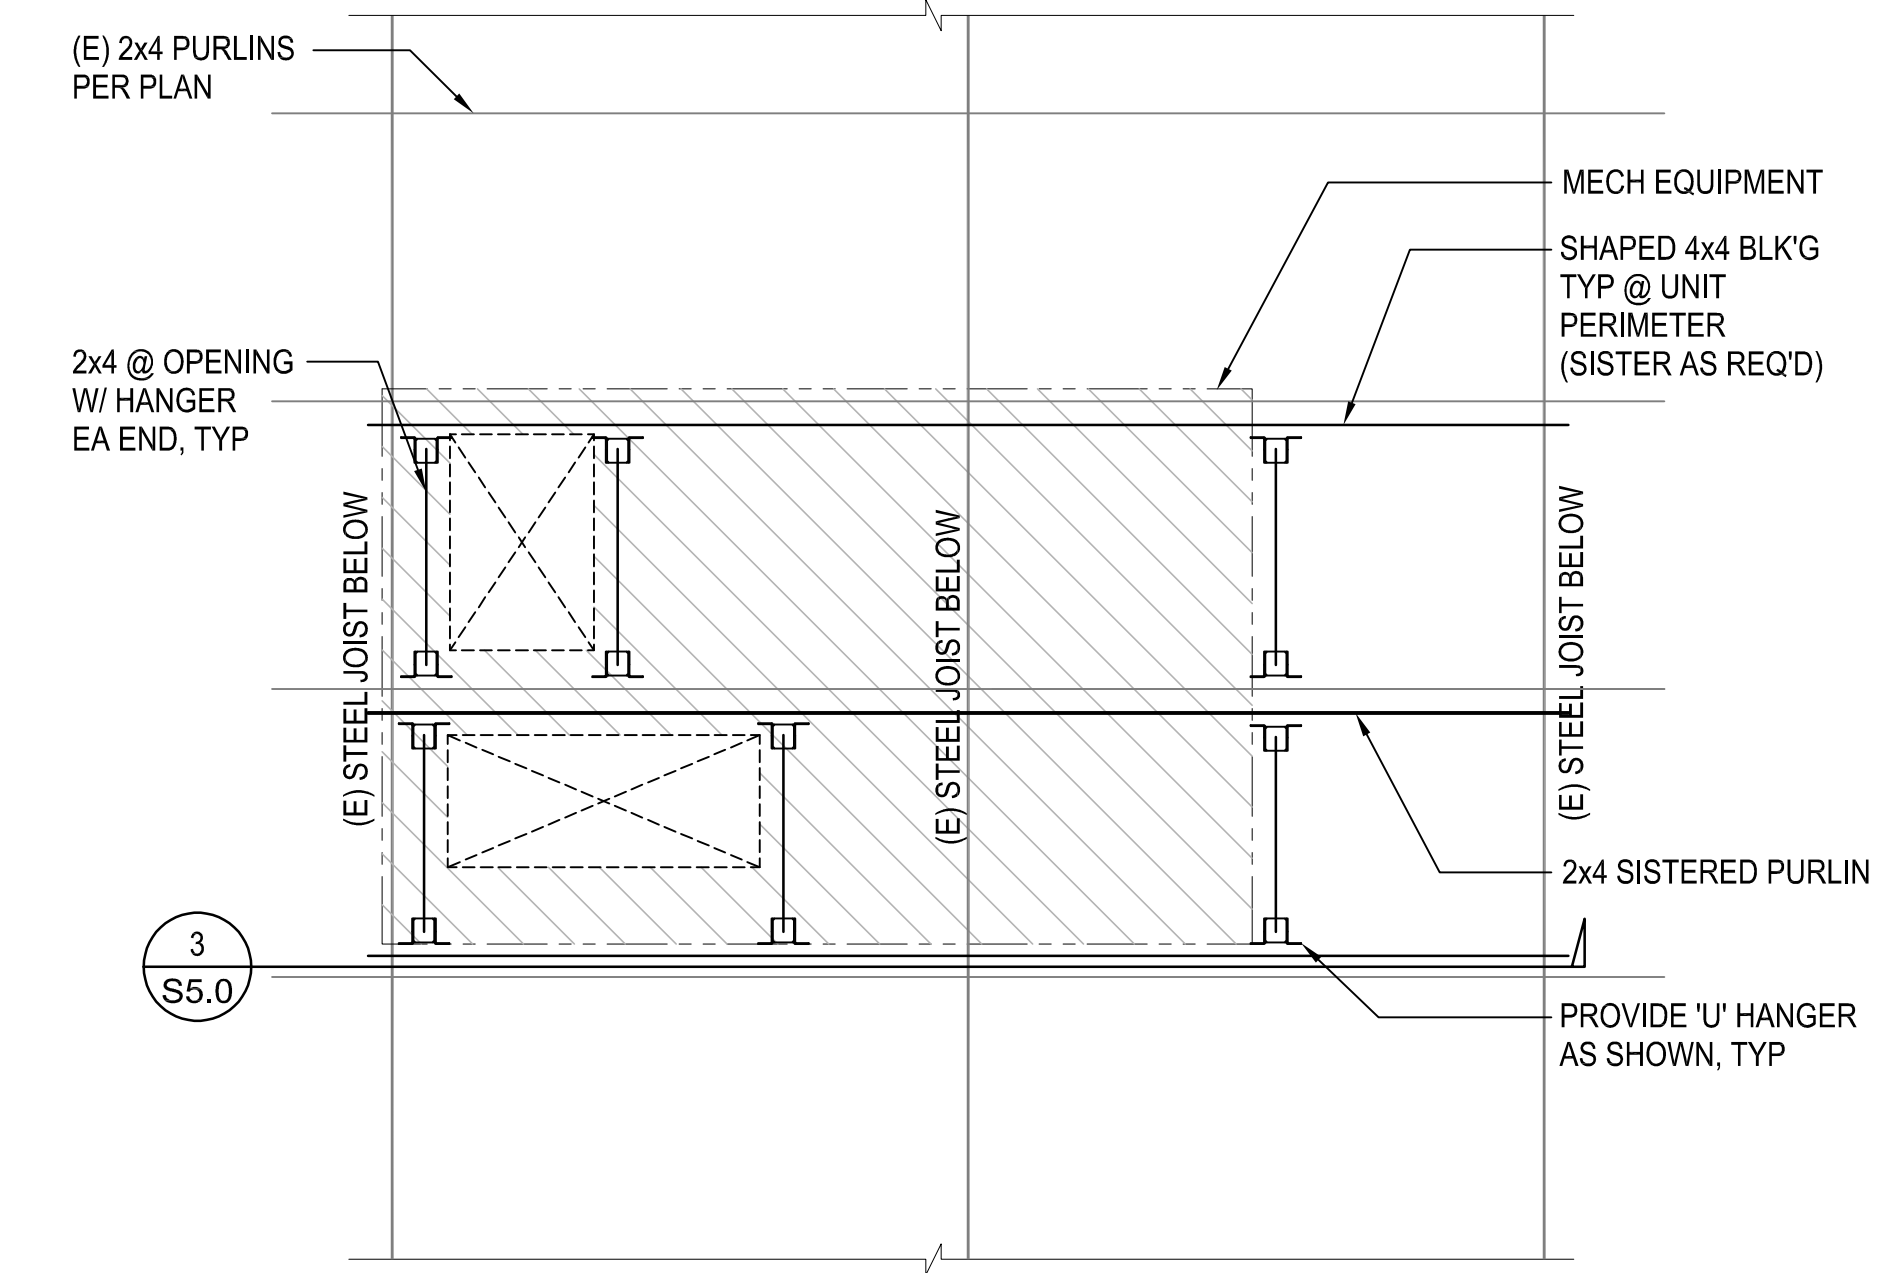 (E) 2x4 PURLINS
PER PLAN
MECH EQUIPMENT
SHAPED 4x4 BLK'G
TYP @ UNIT
PERIMETER
(SISTER AS REQ'D)
2x4 @ OPENING
W/ HANGER
EA END, TYP
(E) STEEL JOIST BELOW
(E) STEEL JOIST BELOW
(E) STEEL JOIST BELOW
2x4 SISTERED PURLIN
3
S5.0
PROVIDE 'U' HANGER
AS SHOWN, TYP